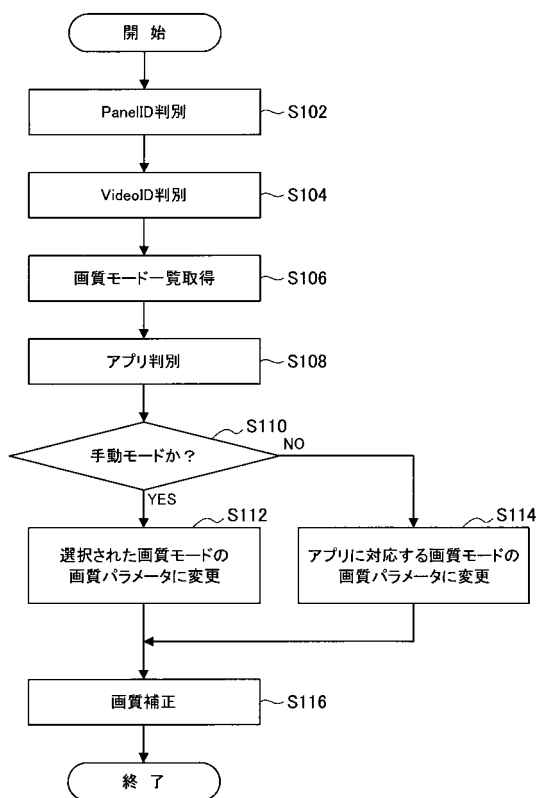 開 始
PanelID判別
S102
VideoID判別
S104
画質モード一覧取得
S106
アプリ判別
S108
S110
手動モードか？
NO
YES
S112
選択された画質モードの
画質パラメータに変更
S114
アプリに対応する画質モードの
画質パラメータに変更
画質補正
S116
終 了